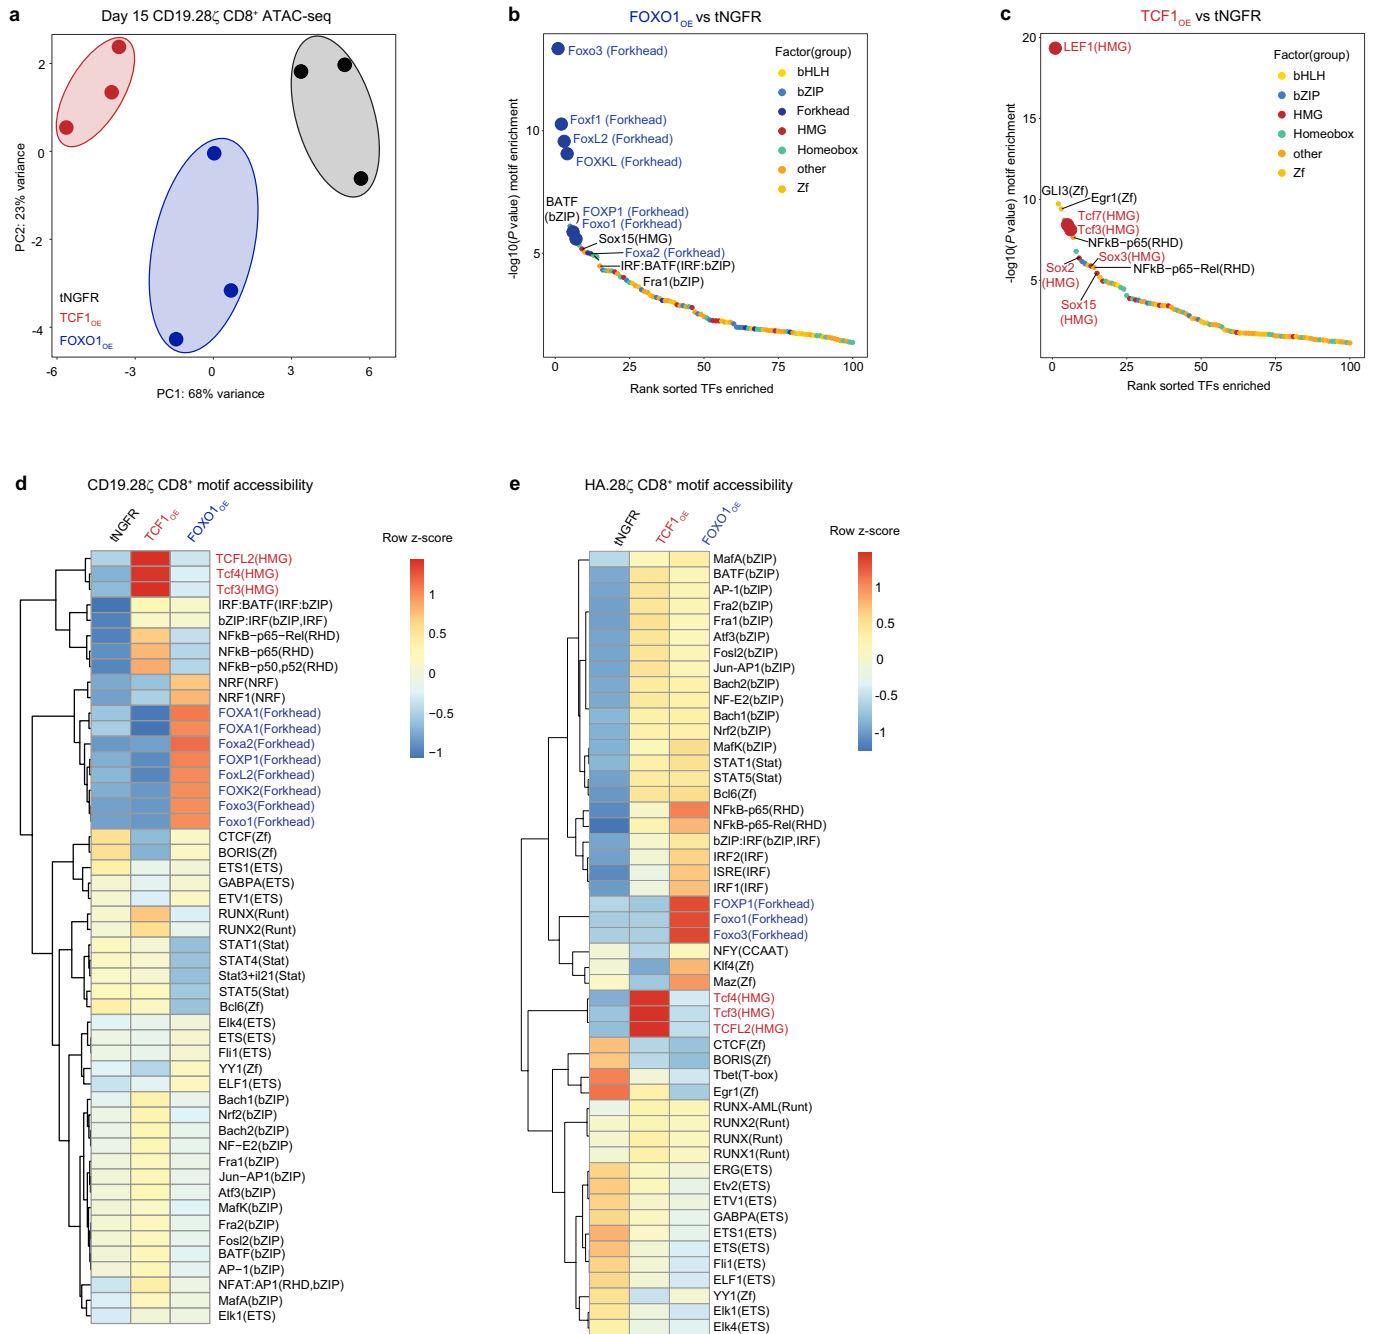 a
Day 15 CD19.28ζ CD8⁺ ATAC-seq
PC2: 23% variance
2
0
-2
-4
tNGFR
TCF1OE
FOXO1OE
-6
-3
0
3
6
PC1: 68% variance
b
FOXO1OE vs tNGFR
-log10(P value) motif enrichment
10
5
Foxo3 (Forkhead)
Foxf1 (Forkhead)
FoxL2 (Forkhead)
FOXKL (Forkhead)
BATF
(bZIP)
FOXP1 (Forkhead)
Foxo1 (Forkhead)
Sox15(HMG)
Foxa2 (Forkhead)
IRF:BATF(IRF:bZIP)
Fra1(bZIP)
Factor(group)
bHLH
bZIP
Forkhead
HMG
Homeobox
other
Zf
0
25
50
75
100
Rank sorted TFs enriched
c
TCF1OE vs tNGFR
-log10(P value) motif enrichment
20
15
10
5
LEF1(HMG)
GLI3(Zf)
Egr1(Zf)
Tcf7(HMG)
Tcf3(HMG)
NFkB-p65(RHD)
Sox3(HMG)
Sox2
(HMG)
NFkB-p65-Rel(RHD)
Sox15
(HMG)
Factor(group)
bHLH
bZIP
HMG
Homeobox
other
Zf
0
25
50
75
100
Rank sorted TFs enriched
d
CD19.28ζ CD8⁺ motif accessibility
tNGFR
TCF1OE
FOXO1OE
Row z-score
1
0.5
0
−0.5
−1
TCFL2(HMG)
Tcf4(HMG)
Tcf3(HMG)
IRF:BATF(IRF:bZIP)
bZIP:IRF(bZIP,IRF)
NFkB−p65−Rel(RHD)
NFkB−p65(RHD)
NFkB−p50,p52(RHD)
NRF(NRF)
NRF1(NRF)
FOXA1(Forkhead)
FOXA1(Forkhead)
Foxa2(Forkhead)
FOXP1(Forkhead)
FoxL2(Forkhead)
FOXK2(Forkhead)
Foxo3(Forkhead)
Foxo1(Forkhead)
CTCF(Zf)
BORIS(Zf)
ETS1(ETS)
GABPA(ETS)
ETV1(ETS)
RUNX(Runt)
RUNX2(Runt)
STAT1(Stat)
STAT4(Stat)
Stat3+il21(Stat)
STAT5(Stat)
Bcl6(Zf)
Elk4(ETS)
ETS(ETS)
Fli1(ETS)
YY1(Zf)
ELF1(ETS)
Bach1(bZIP)
Nrf2(bZIP)
Bach2(bZIP)
NF−E2(bZIP)
Fra1(bZIP)
Jun−AP1(bZIP)
Atf3(bZIP)
MafK(bZIP)
Fra2(bZIP)
Fosl2(bZIP)
BATF(bZIP)
AP−1(bZIP)
NFAT:AP1(RHD,bZIP)
MafA(bZIP)
Elk1(ETS)
e
HA.28ζ CD8⁺ motif accessibility
tNGFR
TCF1OE
FOXO1OE
Row z-score
1
0.5
0
-0.5
-1
MafA(bZIP)
BATF(bZIP)
AP-1(bZIP)
Fra2(bZIP)
Fra1(bZIP)
Atf3(bZIP)
Fosl2(bZIP)
Jun-AP1(bZIP)
Bach2(bZIP)
NF-E2(bZIP)
Bach1(bZIP)
Nrf2(bZIP)
MafK(bZIP)
STAT1(Stat)
STAT5(Stat)
Bcl6(Zf)
NFkB-p65(RHD)
NFkB-p65-Rel(RHD)
bZIP:IRF(bZIP,IRF)
IRF2(IRF)
ISRE(IRF)
IRF1(IRF)
FOXP1(Forkhead)
Foxo1(Forkhead)
Foxo3(Forkhead)
NFY(CCAAT)
Klf4(Zf)
Maz(Zf)
Tcf4(HMG)
Tcf3(HMG)
TCFL2(HMG)
CTCF(Zf)
BORIS(Zf)
Tbet(T-box)
Egr1(Zf)
RUNX-AML(Runt)
RUNX2(Runt)
RUNX(Runt)
RUNX1(Runt)
ERG(ETS)
Etv2(ETS)
ETV1(ETS)
GABPA(ETS)
ETS1(ETS)
ETS(ETS)
Fli1(ETS)
ELF1(ETS)
YY1(Zf)
Elk1(ETS)
Elk4(ETS)